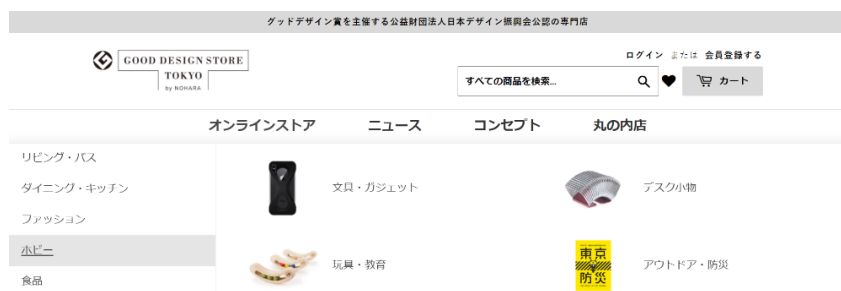 グッドデザイン賞を主催する公益財団法人日本デザイン振興会公認の専門店
GOOD DESIGN STORE
TOKYO
by NOHARA
ログイン または 会員登録する
すべての商品を検索...
カート
オンラインストア ニュース コンセプト 丸の内店
リビング・バス
ダイニング・キッチン
ファッション
ホビー
食品
文具・ガジェット
デスク小物
玩具・教育
東京
防災
アウトドア・防災